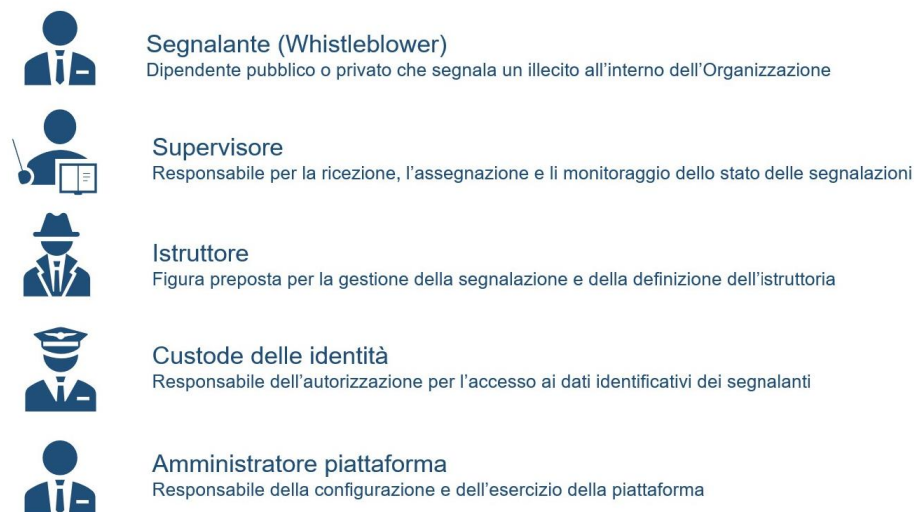 Segnalante (Whistleblower)
Dipendente pubblico o privato che segnala un illecito all'interno dell'Organizzazione
Supervisore
Responsabile per la ricezione, l'assegnazione e li monitoraggio dello stato delle segnalazioni
Istruttore
Figura preposta per la gestione della segnalazione e della definizione dell'istruttoria
Custode delle identità
Responsabile dell'autorizzazione per l'accesso ai dati identificativi dei segnalanti
Amministratore piattaforma
Responsabile della configurazione e dell'esercizio della piattaforma